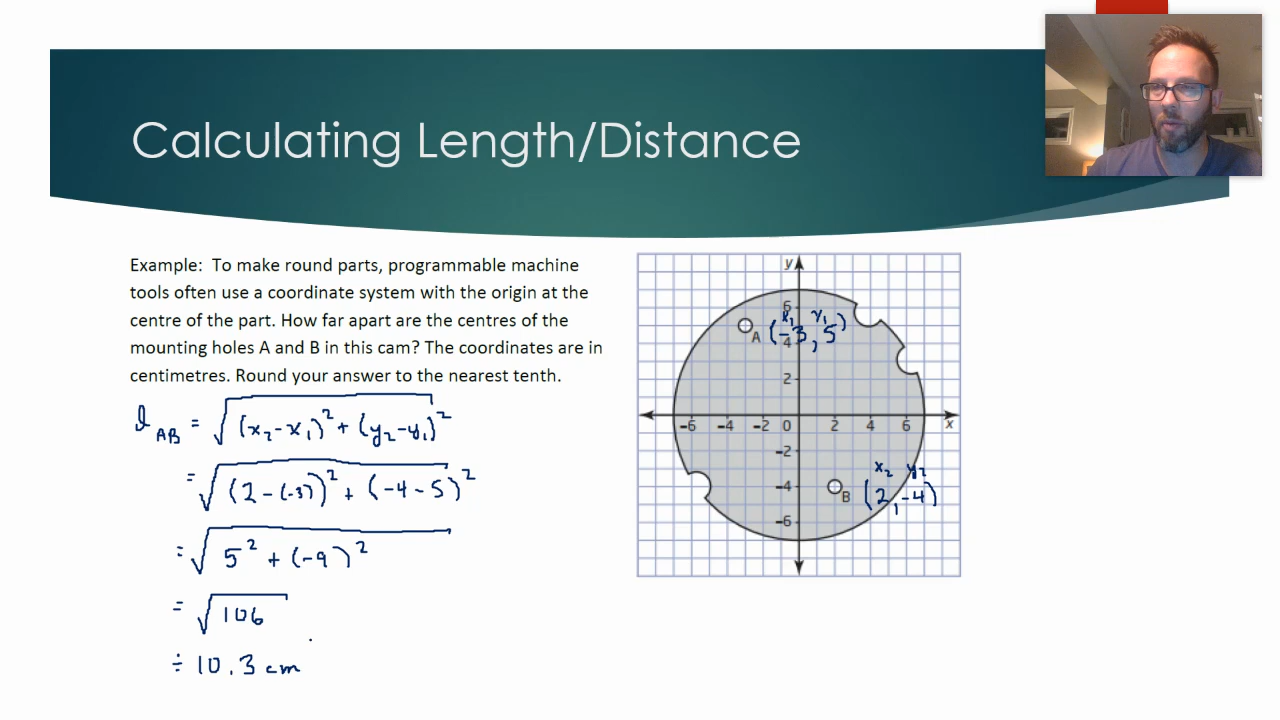 Calculating Length/Distance
Example: To make round parts, programmable machine
tools often use a coordinate system with the origin at the
centre of the part. How far apart are the centres of the
mounting holes A and B in this cam? The coordinates are in
centimetres. Round your answer to the nearest tenth.
l_AB = √((x₂-x₁)² + (y₂-y₁)²)
= √((2-(-3))² + (-4-5)²)
= √(5² + (-9)²)
= √106
≐ 10.3 cm
y
6
x₁ y₁
A (-3, 5)
4
2
-6 -4 -2 0 2 4 6 x
-2
x₂ y₂
-4
B (2, -4)
-6